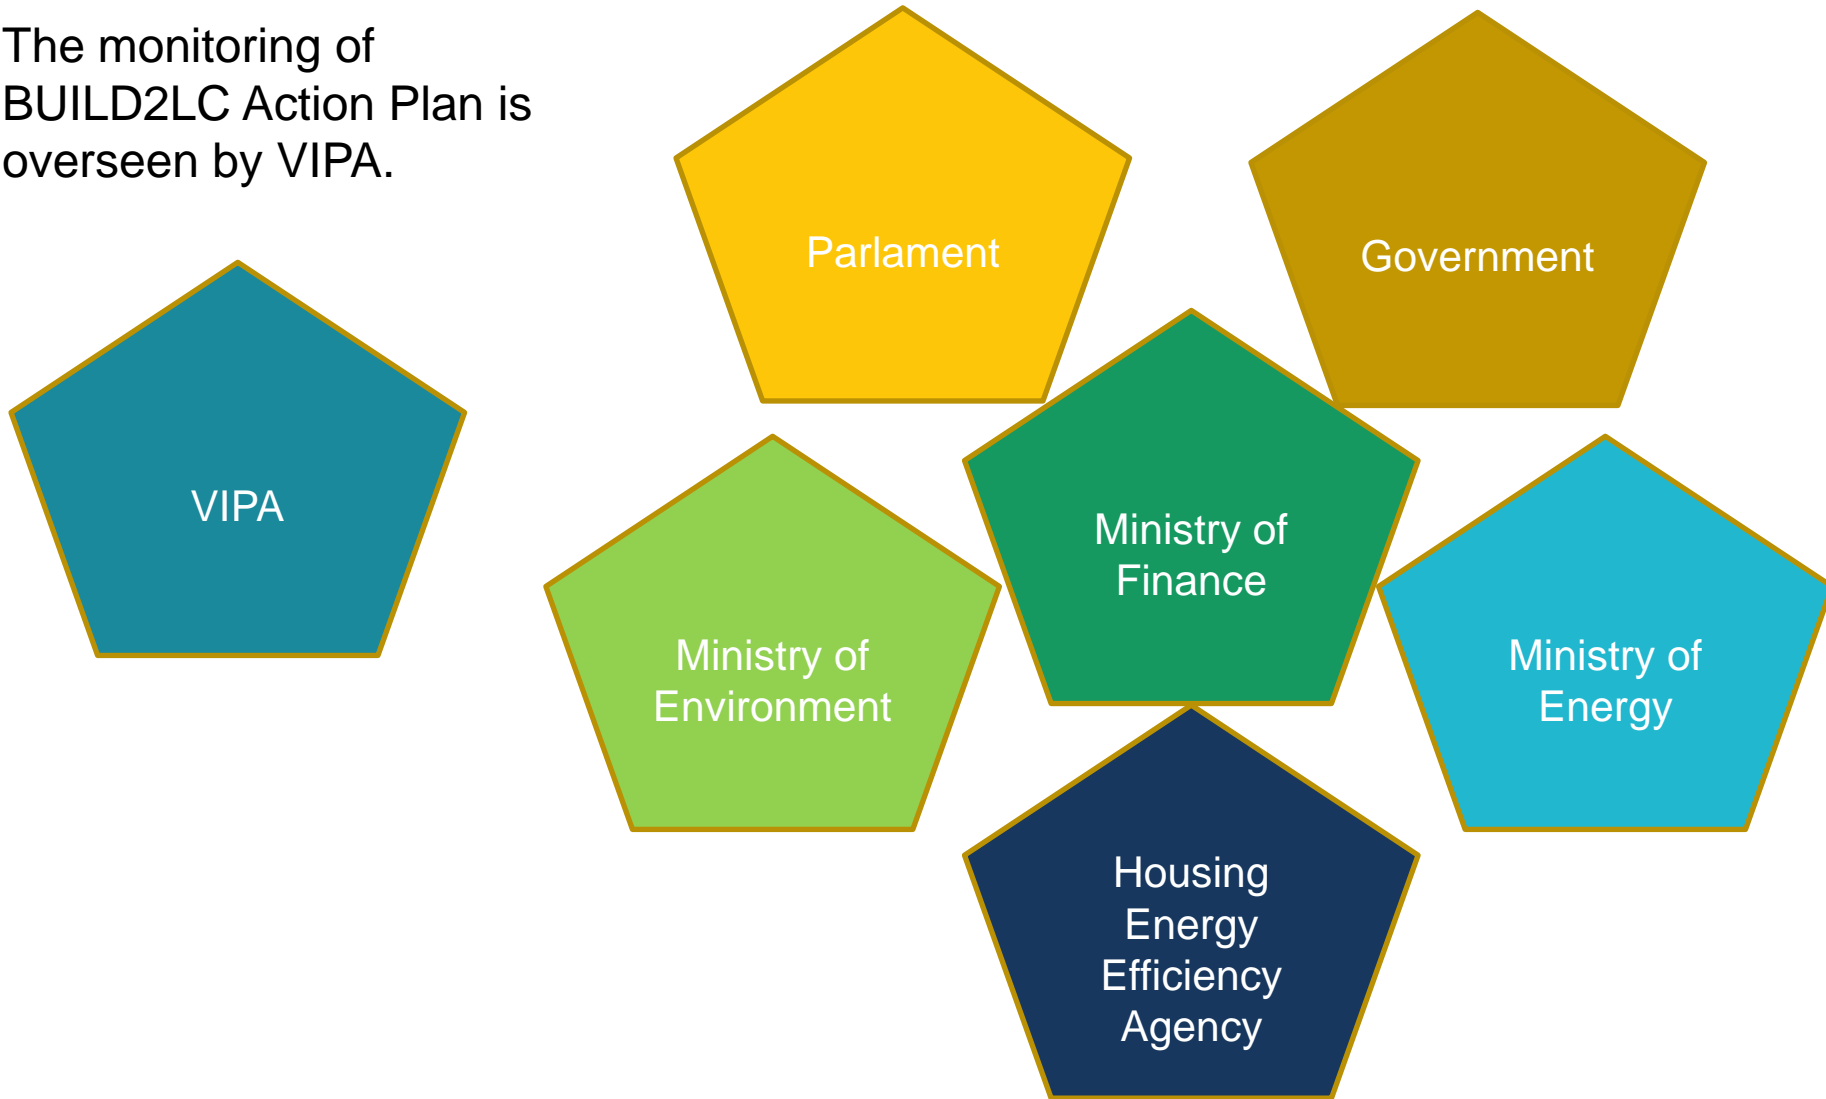 The monitoring of
BUILD2LC Action Plan is
overseen by VIPA.
Parlament
Government
VIPA
Ministry of
Finance
Ministry of
Environment
Ministry of
Energy
Housing
Energy
Efficiency
Agency